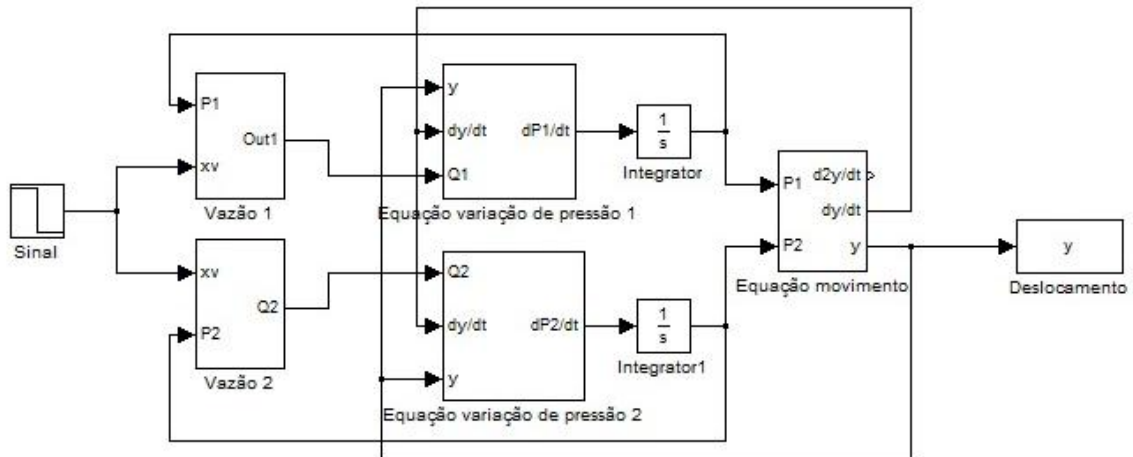 Sinal
P1
xv
Out1
Vazão 1
xv
P2
Q2
Vazão 2
y
dy/dt
Q1
dP1/dt
Equação variação de pressão 1
Q2
dy/dt
y
dP2/dt
Equação variação de pressão 2
1
s
Integrator
1
s
Integrator1
P1
P2
d2y/dt
dy/dt
y
Equação movimento
y
Deslocamento